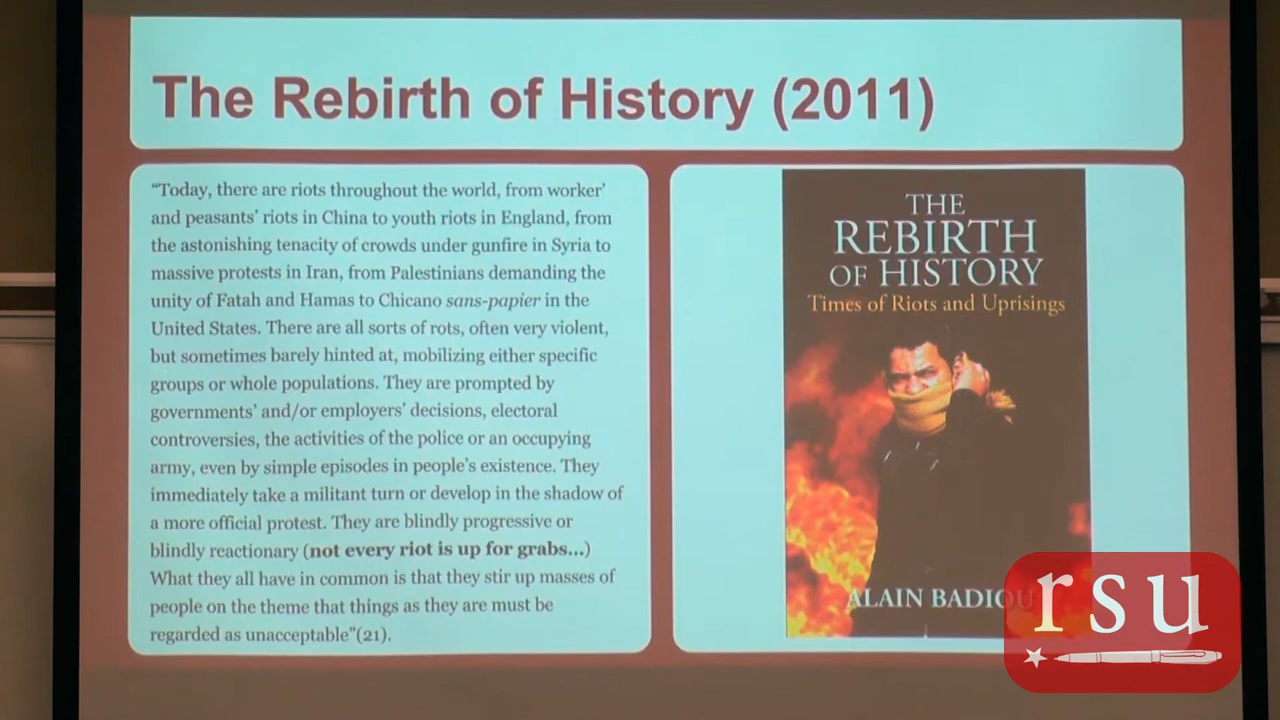 The Rebirth of History (2011)
“Today, there are riots throughout the world, from worker’
and peasants’ riots in China to youth riots in England, from
the astonishing tenacity of crowds under gunfire in Syria to
massive protests in Iran, from Palestinians demanding the
unity of Fatah and Hamas to Chicano sans-papier in the
United States. There are all sorts of rots, often very violent,
but sometimes barely hinted at, mobilizing either specific
groups or whole populations. They are prompted by
governments’ and/or employers’ decisions, electoral
controversies, the activities of the police or an occupying
army, even by simple episodes in people’s existence. They
immediately take a militant turn or develop in the shadow of
a more official protest. They are blindly progressive or
blindly reactionary (not every riot is up for grabs...)
What they all have in common is that they stir up masses of
people on the theme that things as they are must be
regarded as unacceptable”(21).
THE
REBIRTH
OF HISTORY
Times of Riots and Uprisings
ALAIN BADIOU
rsu